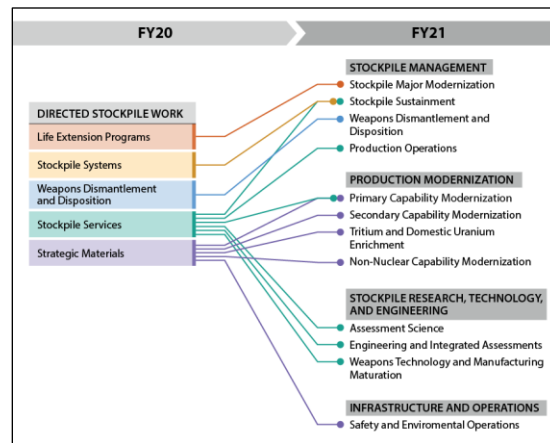 FY20
FY21
DIRECTED STOCKPILE WORK
Life Extension Programs
Stockpile Systems
Weapons Dismantlement
and Disposition
Stockpile Services
Strategic Materials
STOCKPILE MANAGEMENT
Stockpile Major Modernization
Stockpile Sustainment
Weapons Dismantlement and
Disposition
Production Operations
PRODUCTION MODERNIZATION
Primary Capability Modernization
Secondary Capability Modernization
Tritium and Domestic Uranium
Enrichment
Non-Nuclear Capability Modernization
STOCKPILE RESEARCH, TECHNOLOGY,
AND ENGINEERING
Assessment Science
Engineering and Integrated Assessments
Weapons Technology and Manufacturing
Maturation
INFRASTRUCTURE AND OPERATIONS
Safety and Enviromental Operations